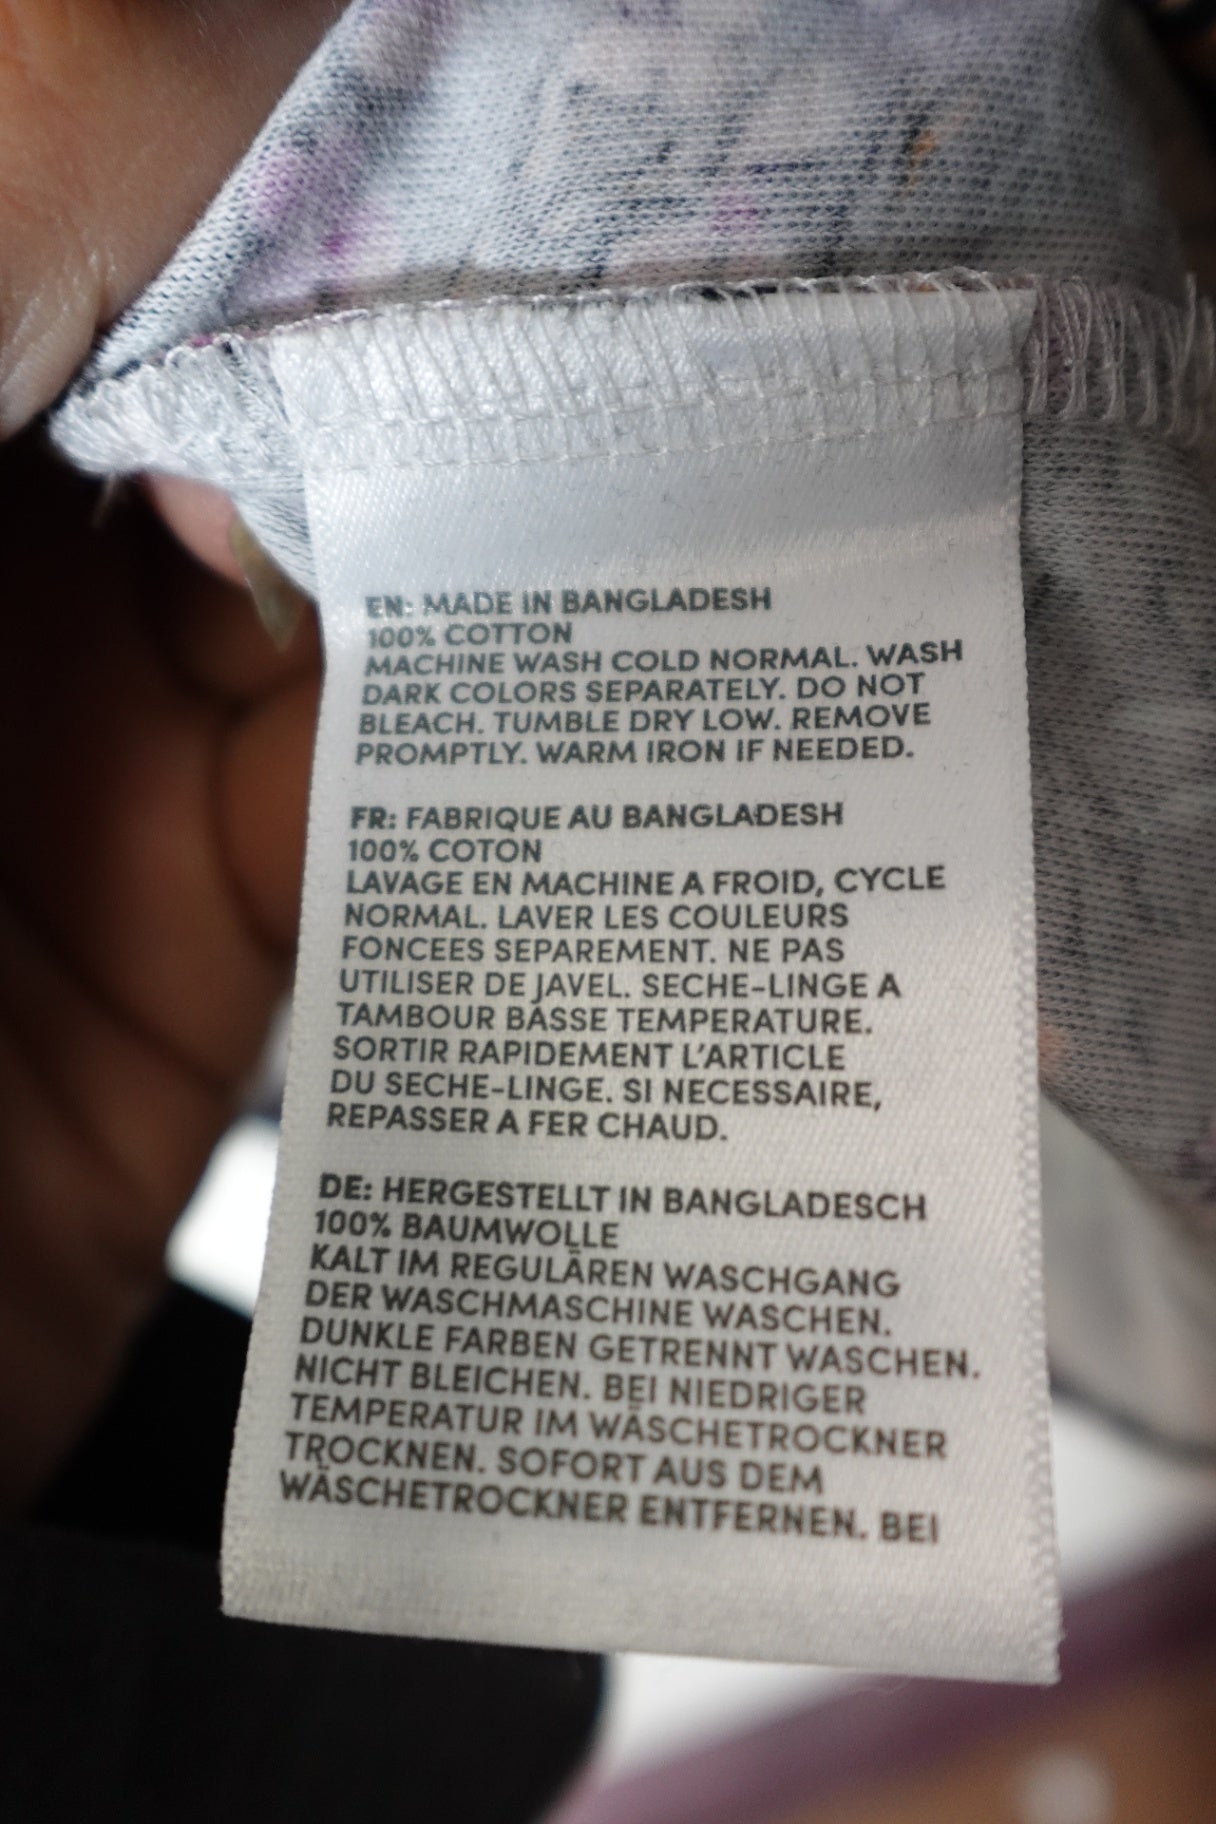 EN: MADE IN BANGLADESH
100% COTTON
MACHINE WASH COLD NORMAL. WASH
DARK COLORS SEPARATELY. DO NOT
BLEACH. TUMBLE DRY LOW. REMOVE
PROMPTLY. WARM IRON IF NEEDED.
FR: FABRIQUE AU BANGLADESH
100% COTON
LAVAGE EN MACHINE A FROID, CYCLE
NORMAL. LAVER LES COULEURS
FONCEES SEPAREMENT. NE PAS
UTILISER DE JAVEL. SECHE-LINGE A
TAMBOUR BASSE TEMPERATURE.
SORTIR RAPIDEMENT L'ARTICLE
DU SECHE-LINGE. SI NECESSAIRE,
REPASSER A FER CHAUD.
DE: HERGESTELLT IN BANGLADESCH
100% BAUMWOLLE
KALT IM REGULÄREN WASCHGANG
DER WASCHMASCHINE WASCHEN.
DUNKLE FARBEN GETRENNT WASCHEN.
NICHT BLEICHEN. BEI NIEDRIGER
TEMPERATUR IM WÄSCHETROCKNER
TROCKNEN. SOFORT AUS DEM
WÄSCHETROCKNER ENTFERNEN. BEI